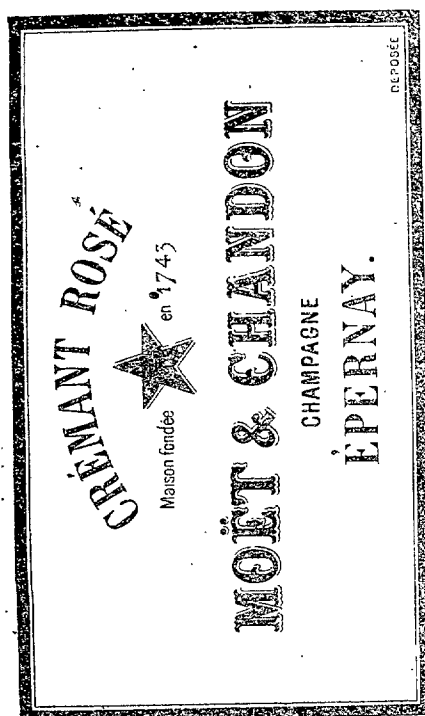 CRÉMANT ROSÉ
Maison fondée en 1743
MOËT & CHANDON
CHAMPAGNE
ÉPERNAY.
DÉPOSÉE